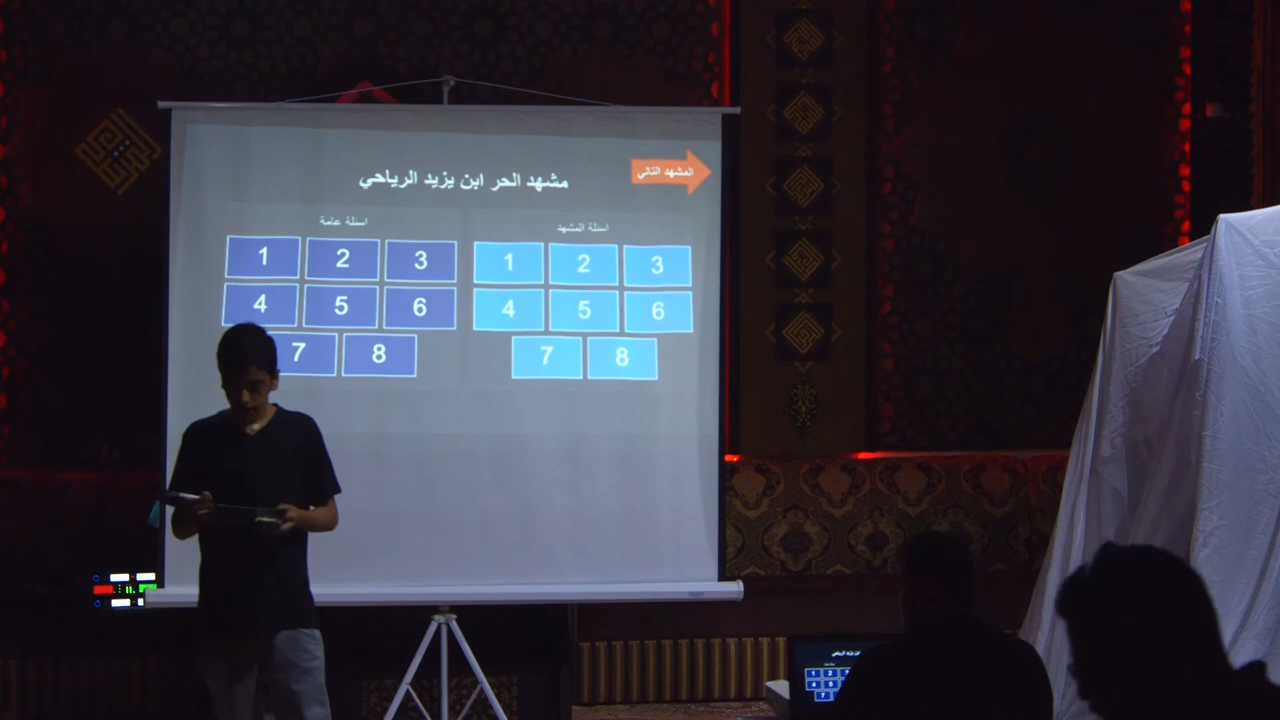 المشهد التالي
مشهد الحر ابن يزيد الرياحي
اسئلة المشهد
1 2 3
4 5 6
7 8
اسئلة عامة
1 2 3
4 5 6
7 8